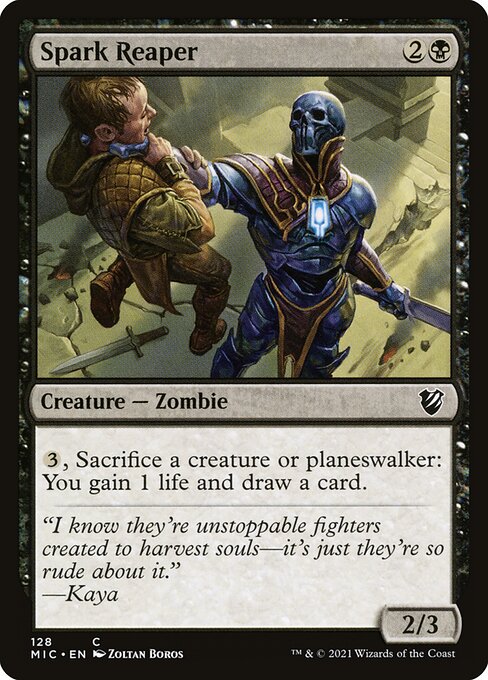 Spark Reaper 2
Creature — Zombie
3, Sacrifice a creature or planeswalker:
You gain 1 life and draw a card.
“I know they’re unstoppable fighters
created to harvest souls—it’s just they’re so
rude about it.”
—Kaya
2/3
128 C
MIC • EN Zoltan Boros ™ & © 2021 Wizards of the Coast